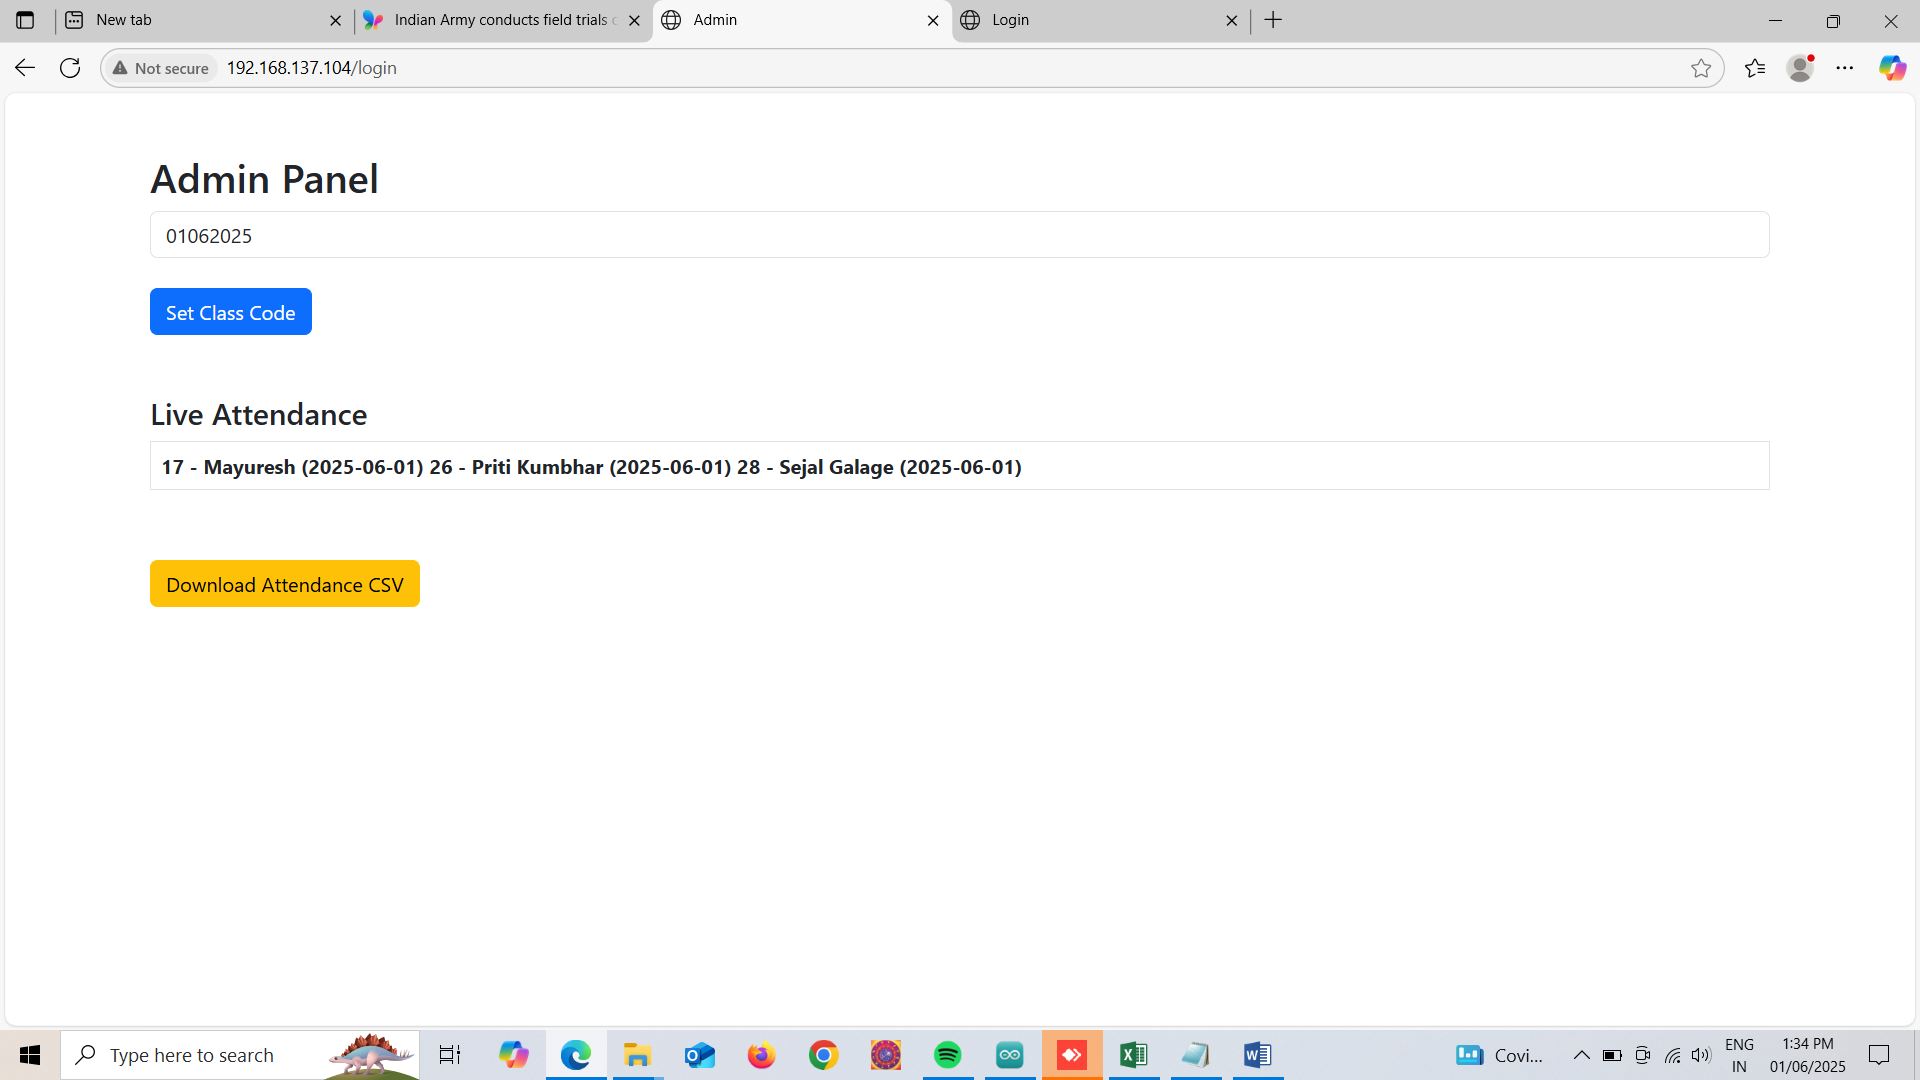 New tab
Indian Army conducts field trials
Admin
Login
Not secure
192.168.137.104/login
Admin Panel
01062025
Set Class Code
Live Attendance
17 - Mayuresh (2025-06-01) 26 - Priti Kumbhar (2025-06-01) 28 - Sejal Galage (2025-06-01)
Download Attendance CSV
Type here to search
Covi...
ENG
IN
1:34 PM
01/06/2025